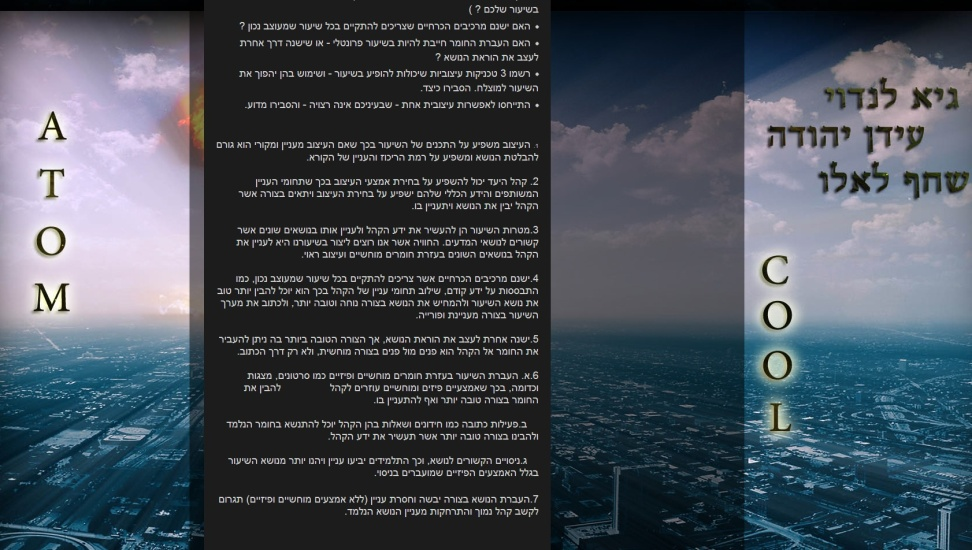 בשיעור שלכם ? )
• האם ישנם מרכיבים הכרחיים שצריכים להתקיים בכל שיעור שמעוצב נכון ?
• האם העברת החומר חייבת להיות בשיעור פרונטלי - או שישנה דרך אחרת
לעצב את הוראת הנושא ?
• רשמו 3 טכניקות עיצוביות שיכולות להופיע בשיעור - ושימוש בהן יהפוך את
השיעור למוצלח. הסבירו כיצד.
• התייחסו לאפשרות עיצובית אחת - שבעיניכם אינה רצויה - והסבירו מדוע.
1. העיצוב משפיע על התכנים של השיעור בכך שאם העיצוב מעניין ומקורי הוא גורם
להבלטת הנושא ומשפיע על רמת הריכוז והעניין של הקורא.
2. קהל היעד יכול להשפיע על בחירת אמצעי העיצוב בכך שתחומי העניין
המשותפים והידע הכללי שלהם ישפיע על בחירת העיצוב ויתאים בצורה אשר
הקהל יבין את הנושא ויתעניין בו.
3.מטרות השיעור הן להעשיר את ידע הקהל ולעניין אותו בנושאים שונים אשר
קשורים לנושאי המדעים. החוויה אשר אנו רוצים ליצור בשיעורנו היא לעניין את
הקהל בנושאים השונים בעזרת חומרים מוחשיים ועיצוב ראוי.
4.ישנם מרכיבים הכרחיים אשר צריכים להתקיים בכל שיעור שמעוצב נכון, כמו
התבססות על ידע קודם, שילוב תחומי עניין של הקהל בכך הוא יוכל להבין יותר טוב
את נושא השיעור ולהמחיש את הנושא בצורה נוחה וטובה יותר, ולכתוב את מערך
השיעור בצורה מעניינת ופורייה.
5.ישנה אחרת לעצב את הוראת הנושא, אך הצורה הטובה ביותר בה ניתן להעביר
את החומר אל הקהל הוא פנים מול פנים בצורה מוחשית, ולא רק דרך הכתוב.
6.א. העברת השיעור בעזרת חומרים מוחשיים ופיזיים כמו סרטונים, מצגות
וכדומה, בכך שאמצעיים פיזים ומוחשיים עוזרים לקהל להבין את
החומר בצורה טובה יותר ואף להתעניין בו.
ב.פעילות כתובה כמו חידונים ושאלות בהן הקהל יוכל להתנשא בחומר הנלמד
ולהבינו בצורה טובה יותר אשר תעשיר את ידע הקהל.
ג.ניסויים הקשורים לנושא, וכך התלמידים יביעו עניין ויהנו יותר מנושא השיעור
בגלל האמצעים הפיזיים שמועברים בניסוי.
7.העברת הנושא בצורה יבשה וחסרת עניין (ללא אמצעים מוחשיים ופיזיים) תגרום
לקשב קהל נמוך והתרחקות מעניין הנושא הנלמד.
גיא לנדוי
עידן יהודה
שחף לאלו
A
T
O
M
C
O
O
L